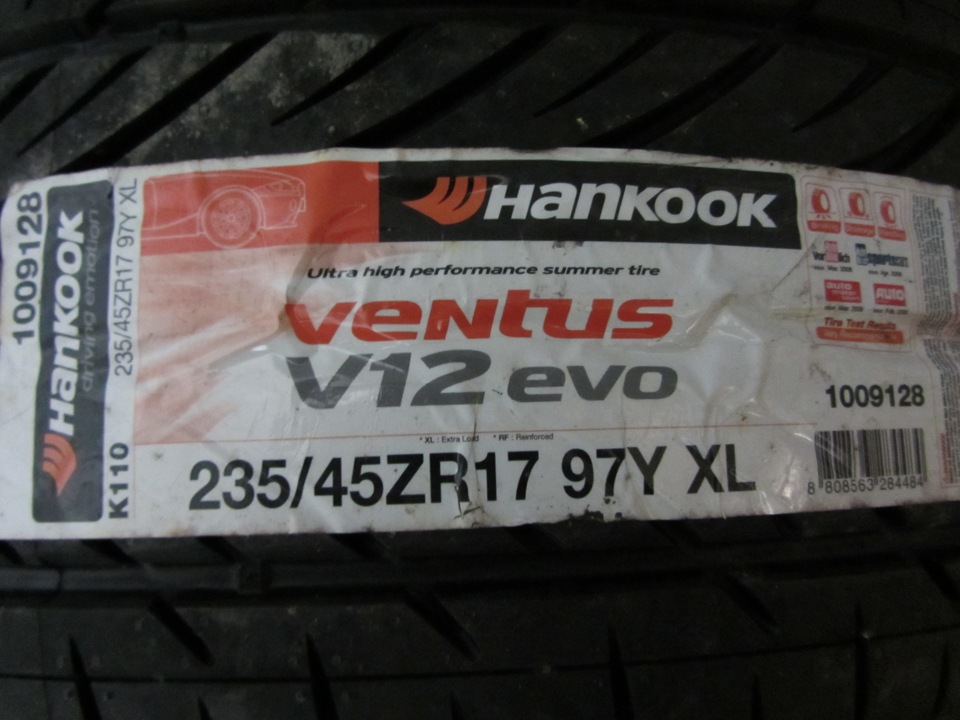 1009128
HANKOOK
driving emotion
K110
235/45ZR17 97Y XL
HANKOOK
Ultra high performance summer tire
VENTUS
V12 evo
* XL : Extra Load * RF : Reinforced
235/45ZR17 97Y XL
Tire Test Results
1009128
8 808563 284484